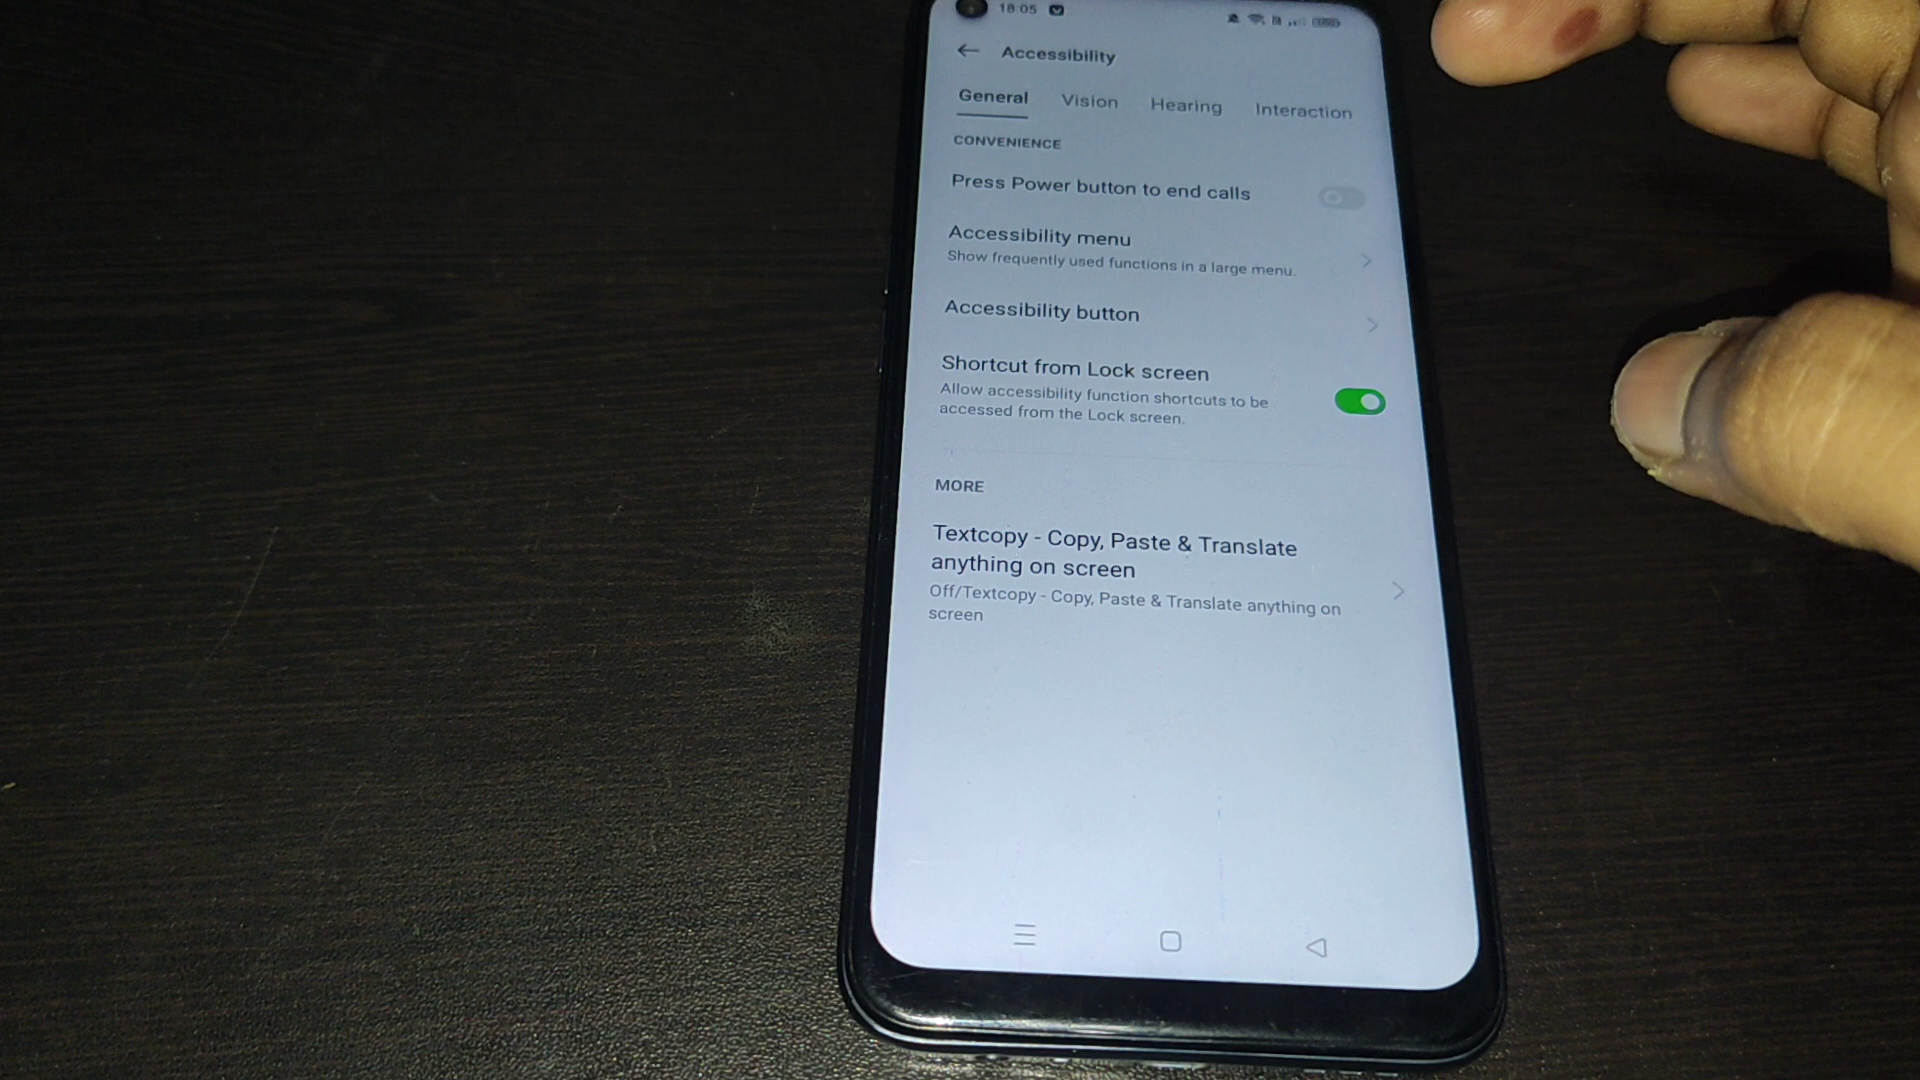 18:05
Accessibility
General Vision Hearing Interaction
CONVENIENCE
Press Power button to end calls
Accessibility menu
Show frequently used functions in a large menu.
Accessibility button
Shortcut from Lock screen
Allow accessibility function shortcuts to be
accessed from the Lock screen.
MORE
Textcopy - Copy, Paste & Translate
anything on screen
Off/Textcopy - Copy, Paste & Translate anything on
screen